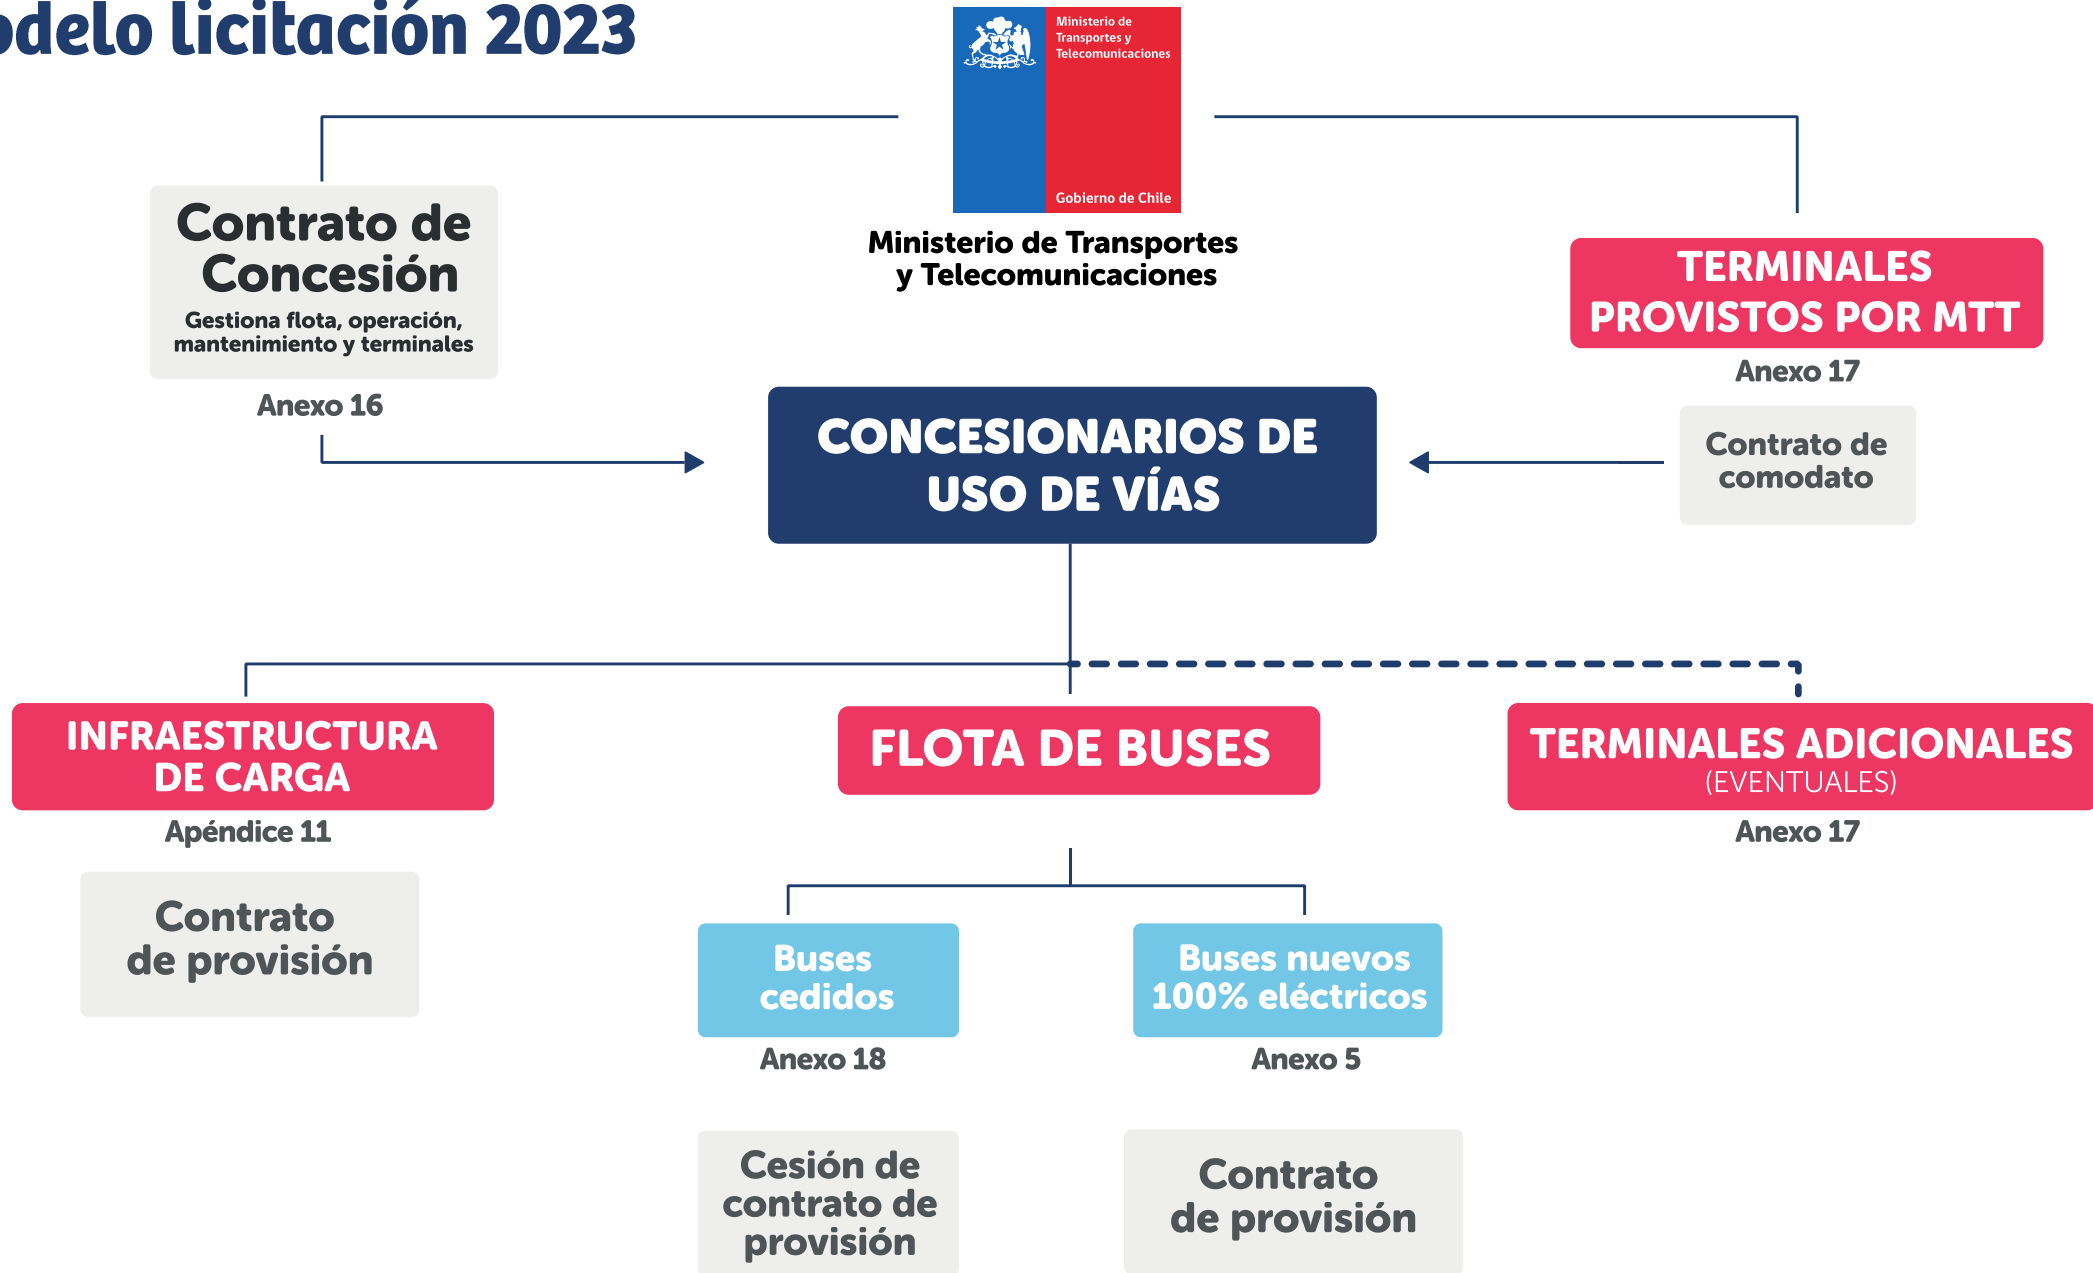 odelo licitación 2023
Ministerio de
Transportes y
Telecomunicaciones
Gobierno de Chile
Ministerio de Transportes
y Telecomunicaciones
Contrato de
Concesión
Gestiona flota, operación,
mantenimiento y terminales
Anexo 16
TERMINALES
PROVISTOS POR MTT
Anexo 17
Contrato de
comodato
CONCESIONARIOS DE
USO DE VÍAS
INFRAESTRUCTURA
DE CARGA
Apéndice 11
Contrato
de provisión
FLOTA DE BUSES
Buses
cedidos
Anexo 18
Cesión de
contrato de
provisión
Buses nuevos
100% eléctricos
Anexo 5
Contrato
de provisión
TERMINALES ADICIONALES
(EVENTUALES)
Anexo 17